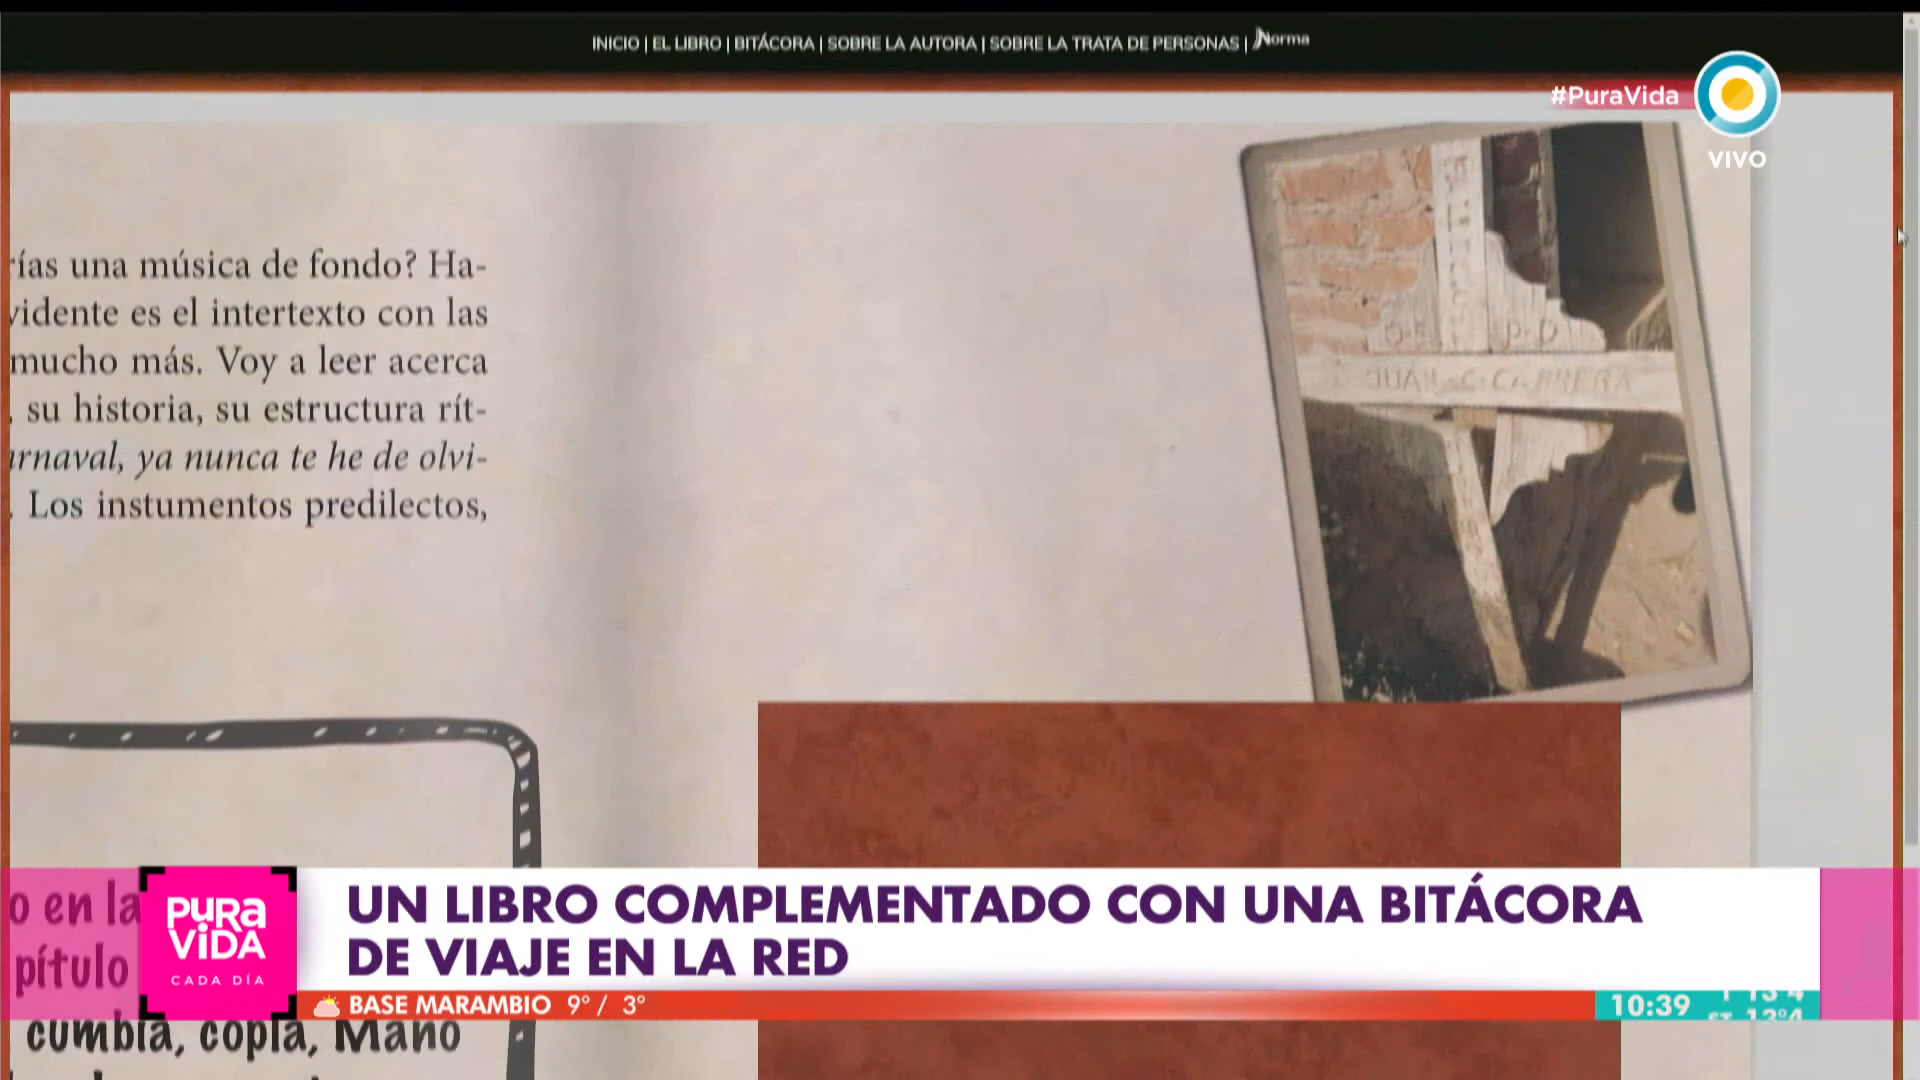 INICIO | EL LIBRO | BITÁCORA | SOBRE LA AUTORA | SOBRE LA TRATA DE PERSONAS | Norma
#PuraVida
VIVO
rías una música de fondo? Ha-
vidente es el intertexto con las
mucho más. Voy a leer acerca
. su historia, su estructura rít-
arnaval, ya nunca te he de olvi-
. Los instumentos predilectos,
o en la
pítulo
cumbia, copla, Mano
PURA
VIDA
CADA DÍA
UN LIBRO COMPLEMENTADO CON UNA BITÁCORA
DE VIAJE EN LA RED
BASE MARAMBIO 9° / 3°
10:39